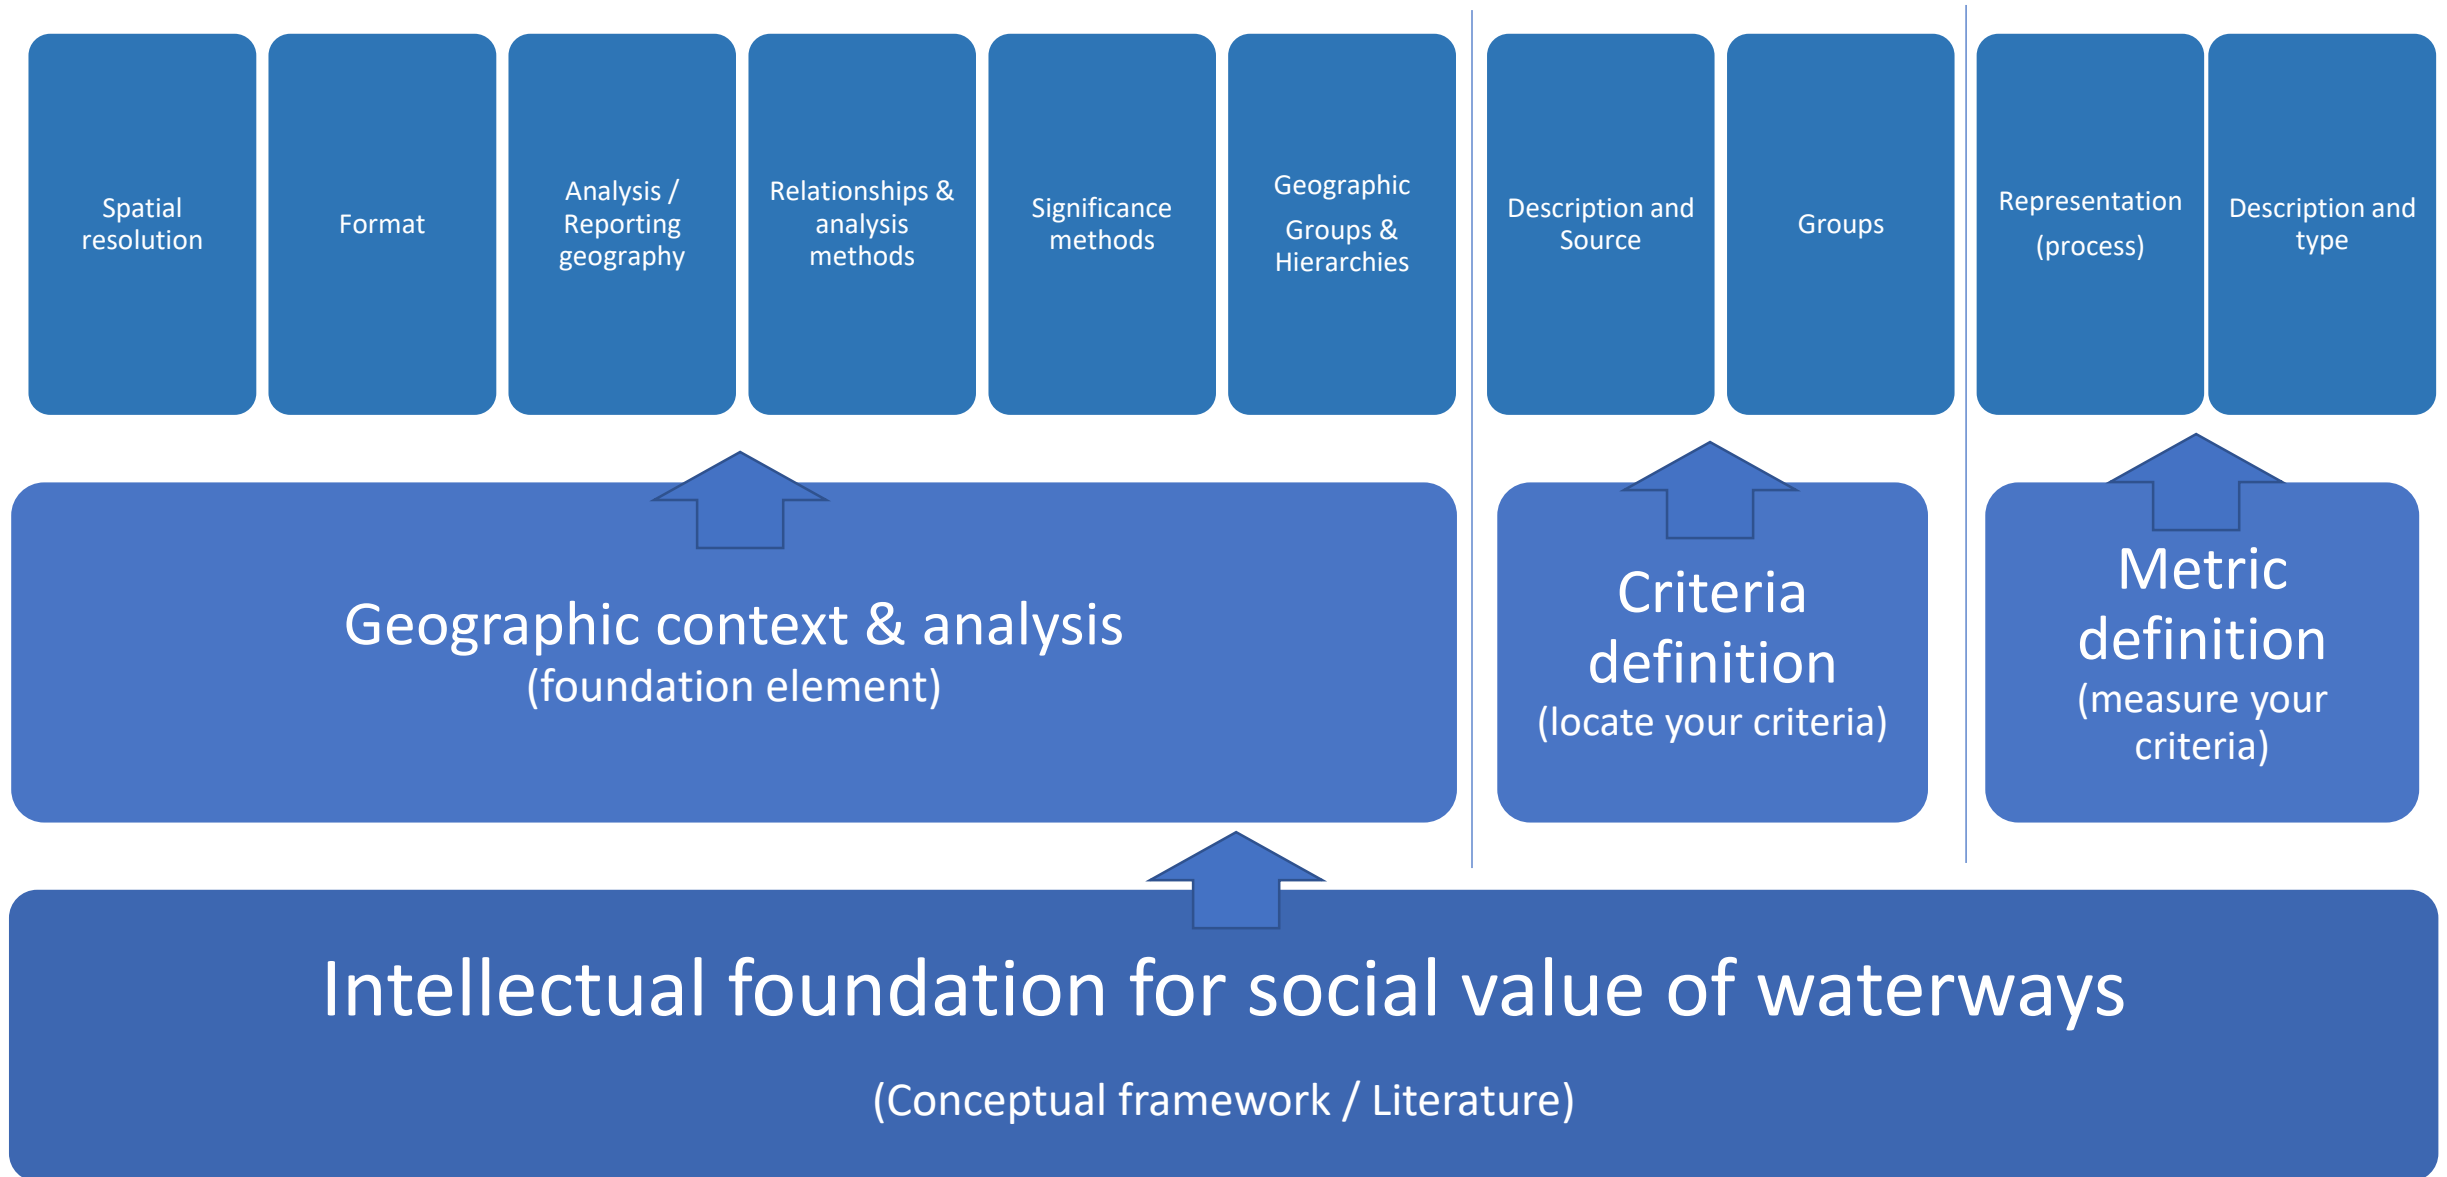 Spatial
resolution
Format
Analysis /
Reporting
geography
Relationships &
analysis
methods
Significance
methods
Geographic
Groups &
Hierarchies
Description and
Source
Groups
Representation
(process)
Description and
type
Geographic context & analysis
(foundation element)
Criteria
definition
(locate your criteria)
Metric
definition
(measure your
criteria)
Intellectual foundation for social value of waterways
(Conceptual framework / Literature)